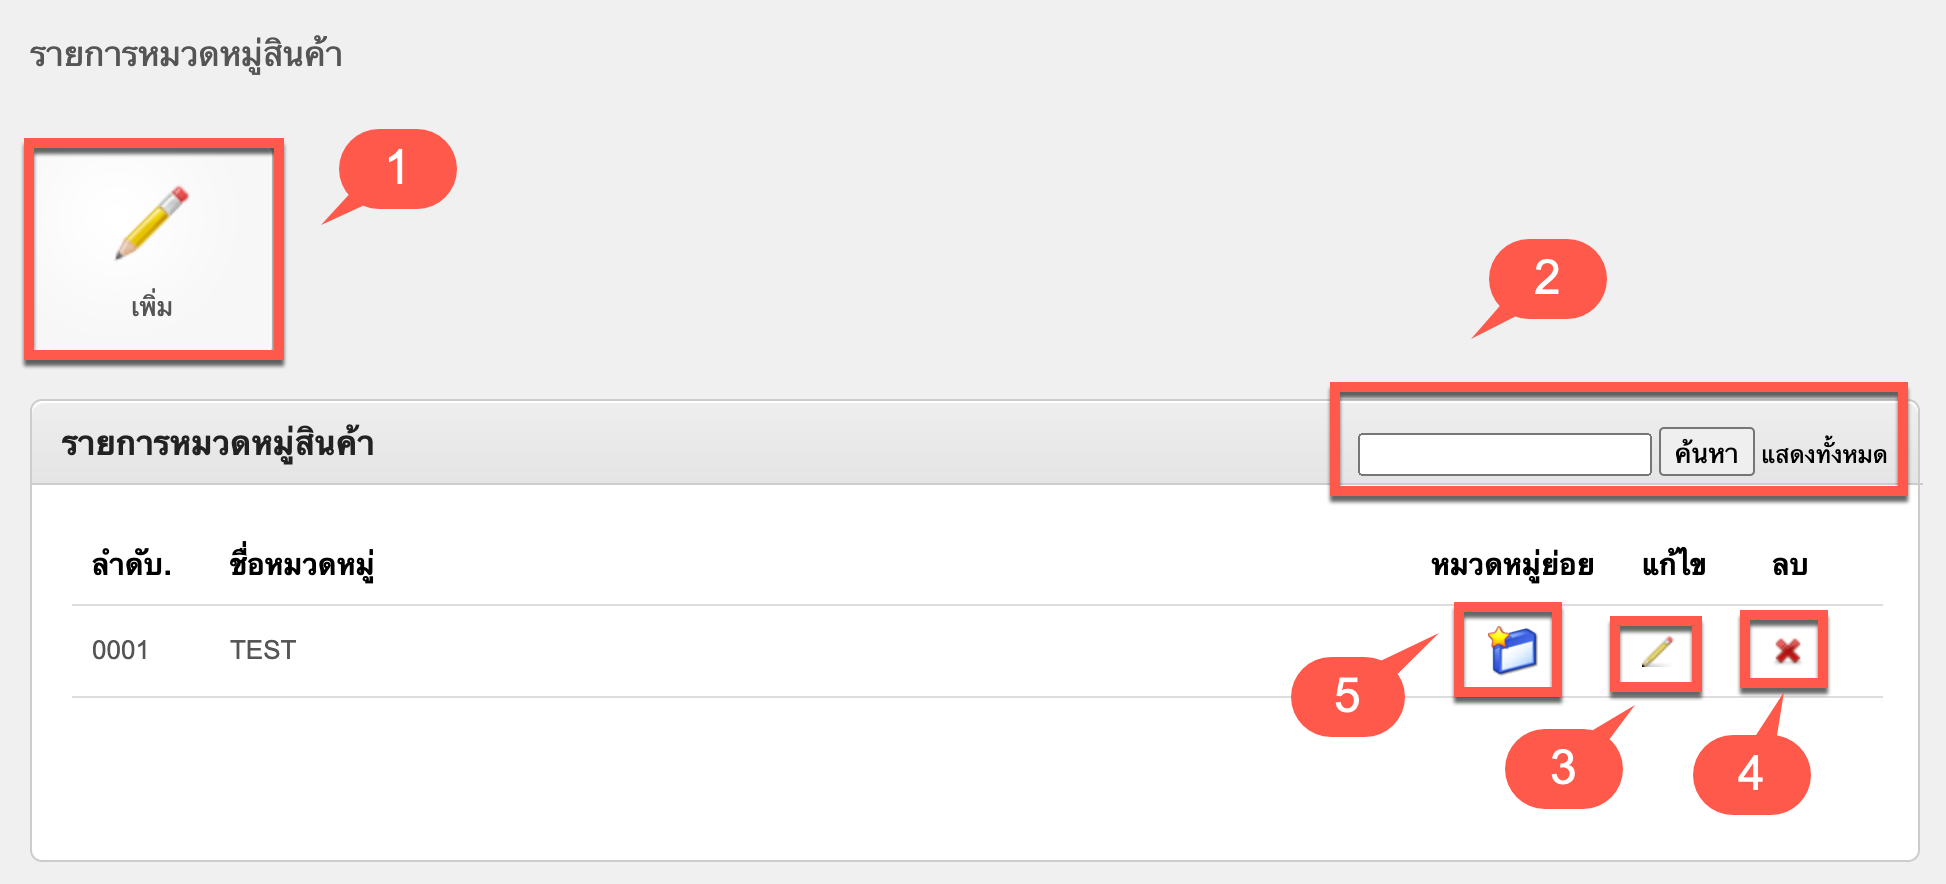 รายการหมวดหมู่สินค้า
1
เพิ่ม
2
รายการหมวดหมู่สินค้า
ค้นหา แสดงทั้งหมด
ลำดับ. ชื่อหมวดหมู่ หมวดหมู่ย่อย แก้ไข ลบ
0001 TEST
5
3
4